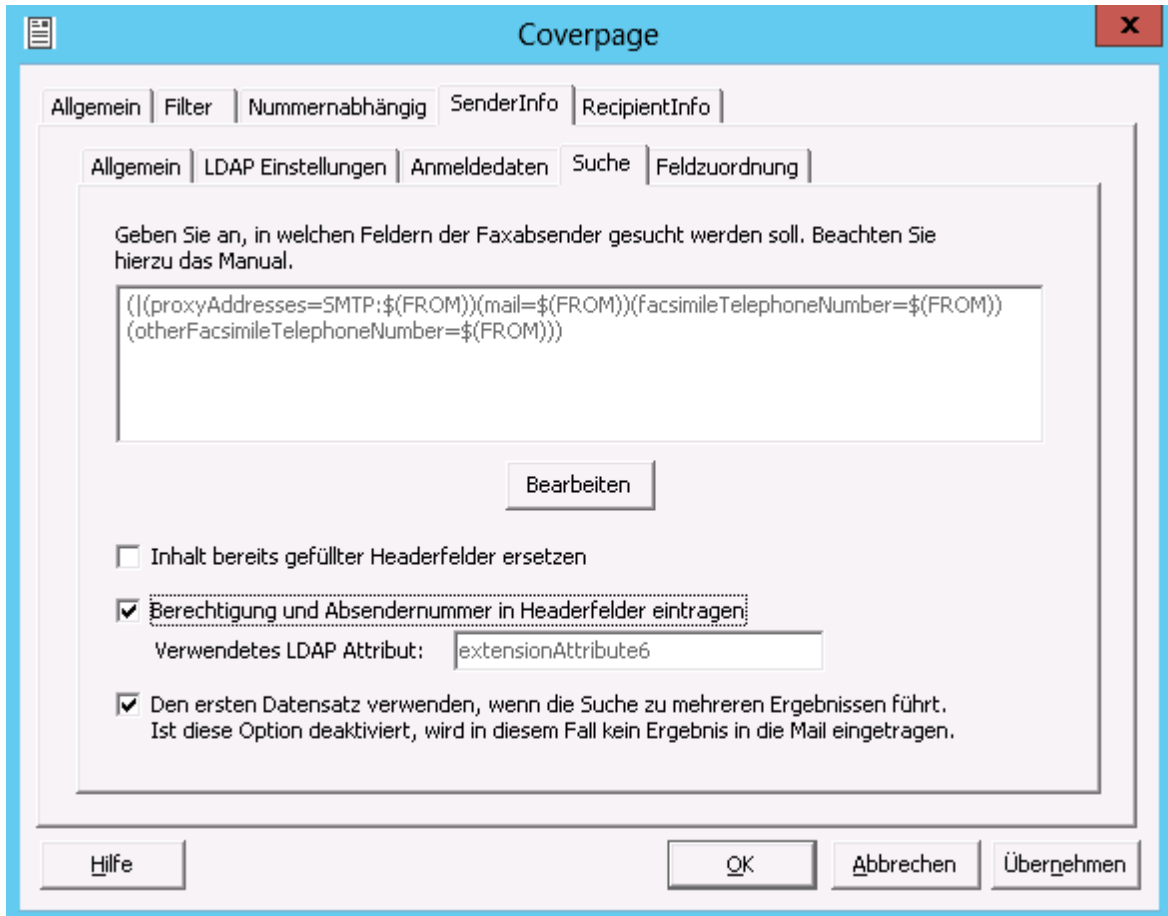 Coverpage
x
Allgemein Filter Nummernabhängig SenderInfo RecipientInfo
Allgemein LDAP Einstellungen Anmeldedaten Suche Feldzuordnung
Geben Sie an, in welchen Feldern der Faxabsender gesucht werden soll. Beachten Sie
hierzu das Manual.
(|(proxyAddresses=SMTP:$(FROM))(mail=$(FROM))(facsimileTelephoneNumber=$(FROM))
(otherFacsimileTelephoneNumber=$(FROM)))
Bearbeiten
Inhalt bereits gefüllter Headerfelder ersetzen
Berechtigung und Absendernummer in Headerfelder eintragen
Verwendetes LDAP Attribut: extensionAttribute6
Den ersten Datensatz verwenden, wenn die Suche zu mehreren Ergebnissen führt.
Ist diese Option deaktiviert, wird in diesem Fall kein Ergebnis in die Mail eingetragen.
Hilfe OK Abbrechen Übernehmen